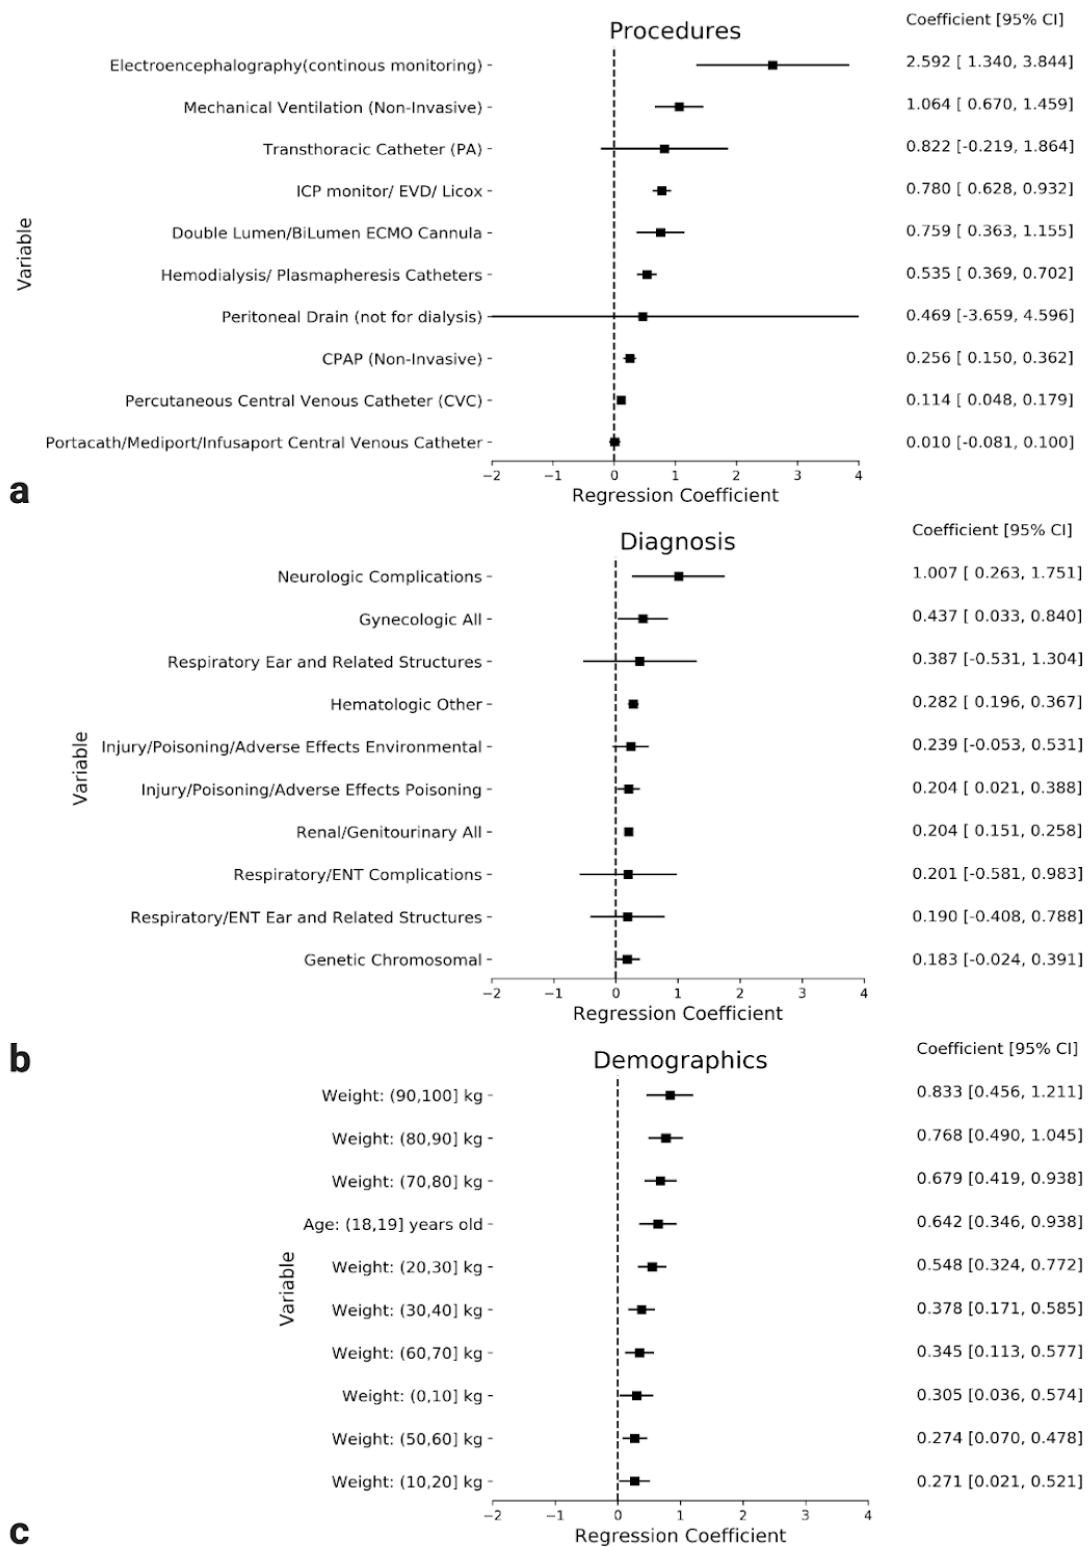 Procedures
Coefficient [95% CI]
Variable
Electroencephalography(continous monitoring) 2.592 [ 1.340, 3.844]
Mechanical Ventilation (Non-Invasive) 1.064 [ 0.670, 1.459]
Transthoracic Catheter (PA) 0.822 [-0.219, 1.864]
ICP monitor/ EVD/ Licox 0.780 [ 0.628, 0.932]
Double Lumen/BiLumen ECMO Cannula 0.759 [ 0.363, 1.155]
Hemodialysis/ Plasmapheresis Catheters 0.535 [ 0.369, 0.702]
Peritoneal Drain (not for dialysis) 0.469 [-3.659, 4.596]
CPAP (Non-Invasive) 0.256 [ 0.150, 0.362]
Percutaneous Central Venous Catheter (CVC) 0.114 [ 0.048, 0.179]
Portacath/Mediport/Infusaport Central Venous Catheter 0.010 [-0.081, 0.100]
−2 −1 0 1 2 3 4
Regression Coefficient
a
Diagnosis
Coefficient [95% CI]
Variable
Neurologic Complications 1.007 [ 0.263, 1.751]
Gynecologic All 0.437 [ 0.033, 0.840]
Respiratory Ear and Related Structures 0.387 [-0.531, 1.304]
Hematologic Other 0.282 [ 0.196, 0.367]
Injury/Poisoning/Adverse Effects Environmental 0.239 [-0.053, 0.531]
Injury/Poisoning/Adverse Effects Poisoning 0.204 [ 0.021, 0.388]
Renal/Genitourinary All 0.204 [ 0.151, 0.258]
Respiratory/ENT Complications 0.201 [-0.581, 0.983]
Respiratory/ENT Ear and Related Structures 0.190 [-0.408, 0.788]
Genetic Chromosomal 0.183 [-0.024, 0.391]
−2 −1 0 1 2 3 4
Regression Coefficient
b
Demographics
Coefficient [95% CI]
Variable
Weight: (90,100] kg 0.833 [0.456, 1.211]
Weight: (80,90] kg 0.768 [0.490, 1.045]
Weight: (70,80] kg 0.679 [0.419, 0.938]
Age: (18,19] years old 0.642 [0.346, 0.938]
Weight: (20,30] kg 0.548 [0.324, 0.772]
Weight: (30,40] kg 0.378 [0.171, 0.585]
Weight: (60,70] kg 0.345 [0.113, 0.577]
Weight: (0,10] kg 0.305 [0.036, 0.574]
Weight: (50,60] kg 0.274 [0.070, 0.478]
Weight: (10,20] kg 0.271 [0.021, 0.521]
−2 −1 0 1 2 3 4
Regression Coefficient
c